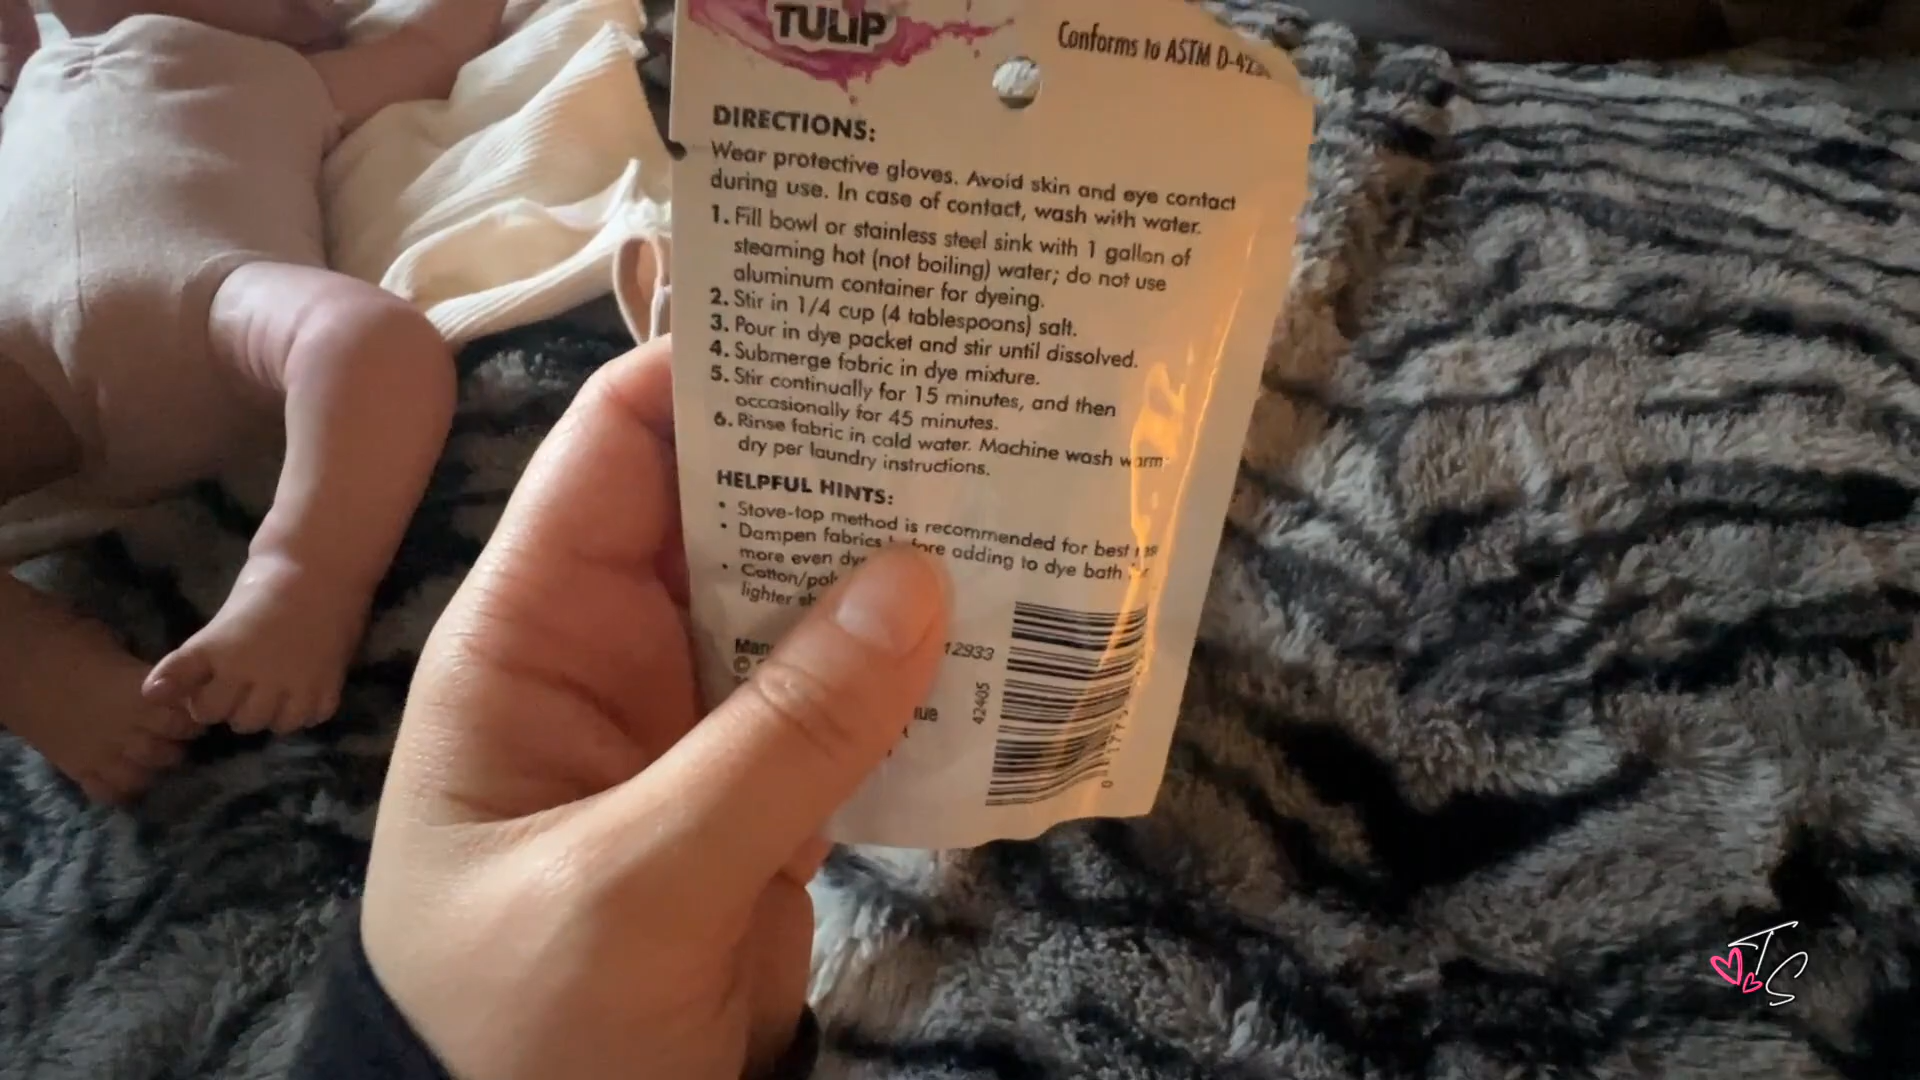 TULIP
Conforms to ASTM
DIRECTIONS:
Wear protective gloves. Avoid skin and eye contact
during use. In case of contact, wash with water.
1. Fill bowl or stainless steel sink with 1 gallon of
steaming hot (not boiling) water; do not use
aluminum container for dyeing.
2. Stir in 1/4 cup (4 tablespoons) salt.
3. Pour in dye packet and stir until dissolved.
4. Submerge fabric in dye mixture.
5. Stir continually for 15 minutes, and then
occasionally for 45 minutes.
6. Rinse fabric in cold water. Machine wash warm
dry per laundry instructions.
HELPFUL HINTS:
• Stove-top method is recommended for best
• Dampen fabrics before adding to dye bath
more even
• Cotton/
lighter
12933
42405
TS